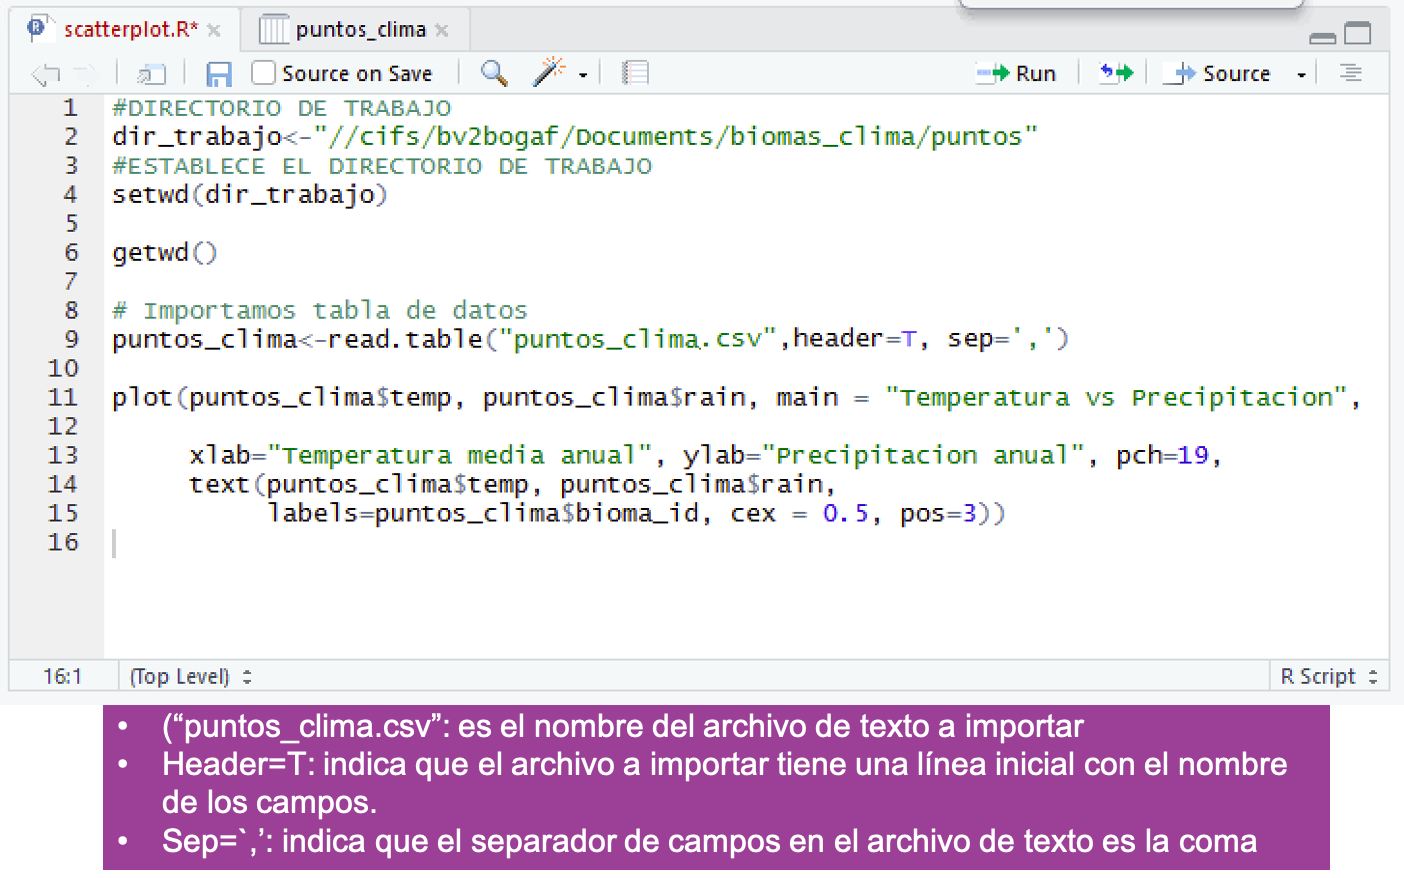 scatterplot.R*
puntos_clima
Source on Save
Run
Source
1 #DIRECTORIO DE TRABAJO
2 dir_trabajo<-"//cifs/bv2bogaf/Documents/biomas_clima/puntos"
3 #ESTABLECE EL DIRECTORIO DE TRABAJO
4 setwd(dir_trabajo)
5
6 getwd()
7
8 # Importamos tabla de datos
9 puntos_clima<-read.table("puntos_clima.csv",header=T, sep=',')
10
11 plot(puntos_clima$temp, puntos_clima$rain, main = "Temperatura vs Precipitacion",
12
13 xlab="Temperatura media anual", ylab="Precipitacion anual", pch=19,
14 text(puntos_clima$temp, puntos_clima$rain,
15 labels=puntos_clima$bioma_id, cex = 0.5, pos=3))
16
16:1 (Top Level) R Script
• (“puntos_clima.csv”: es el nombre del archivo de texto a importar
• Header=T: indica que el archivo a importar tiene una línea inicial con el nombre
de los campos.
• Sep=`,’: indica que el separador de campos en el archivo de texto es la coma